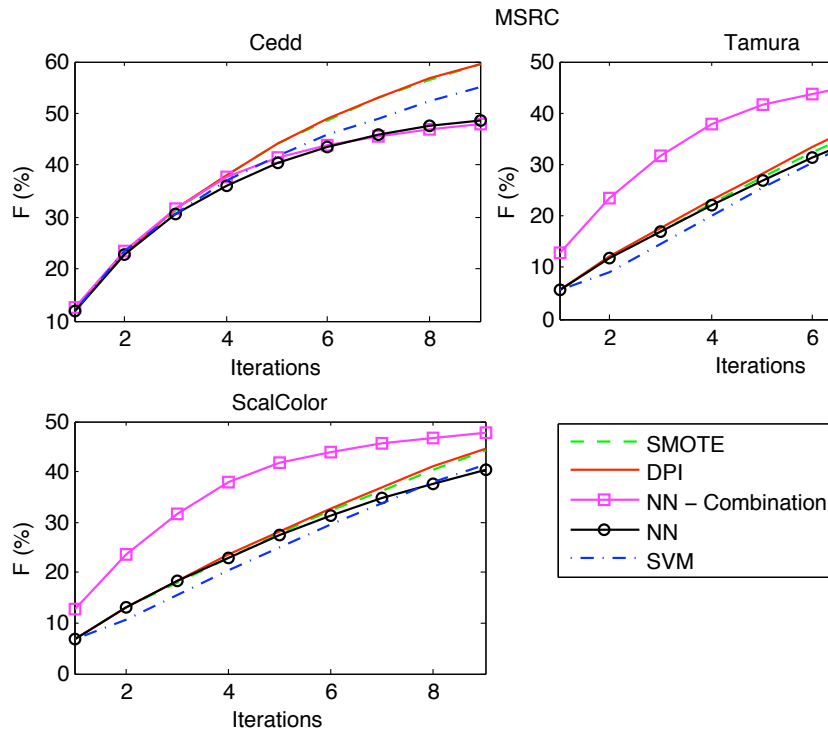 MSRC
Cedd
60
50
40
30
20
10
F (%)
2
4
6
8
Iterations
Tamura
50
40
30
20
10
0
F (%)
2
4
6
Iterations
ScalColor
50
40
30
20
10
0
F (%)
2
4
6
8
Iterations
SMOTE
DPI
NN – Combination
NN
SVM